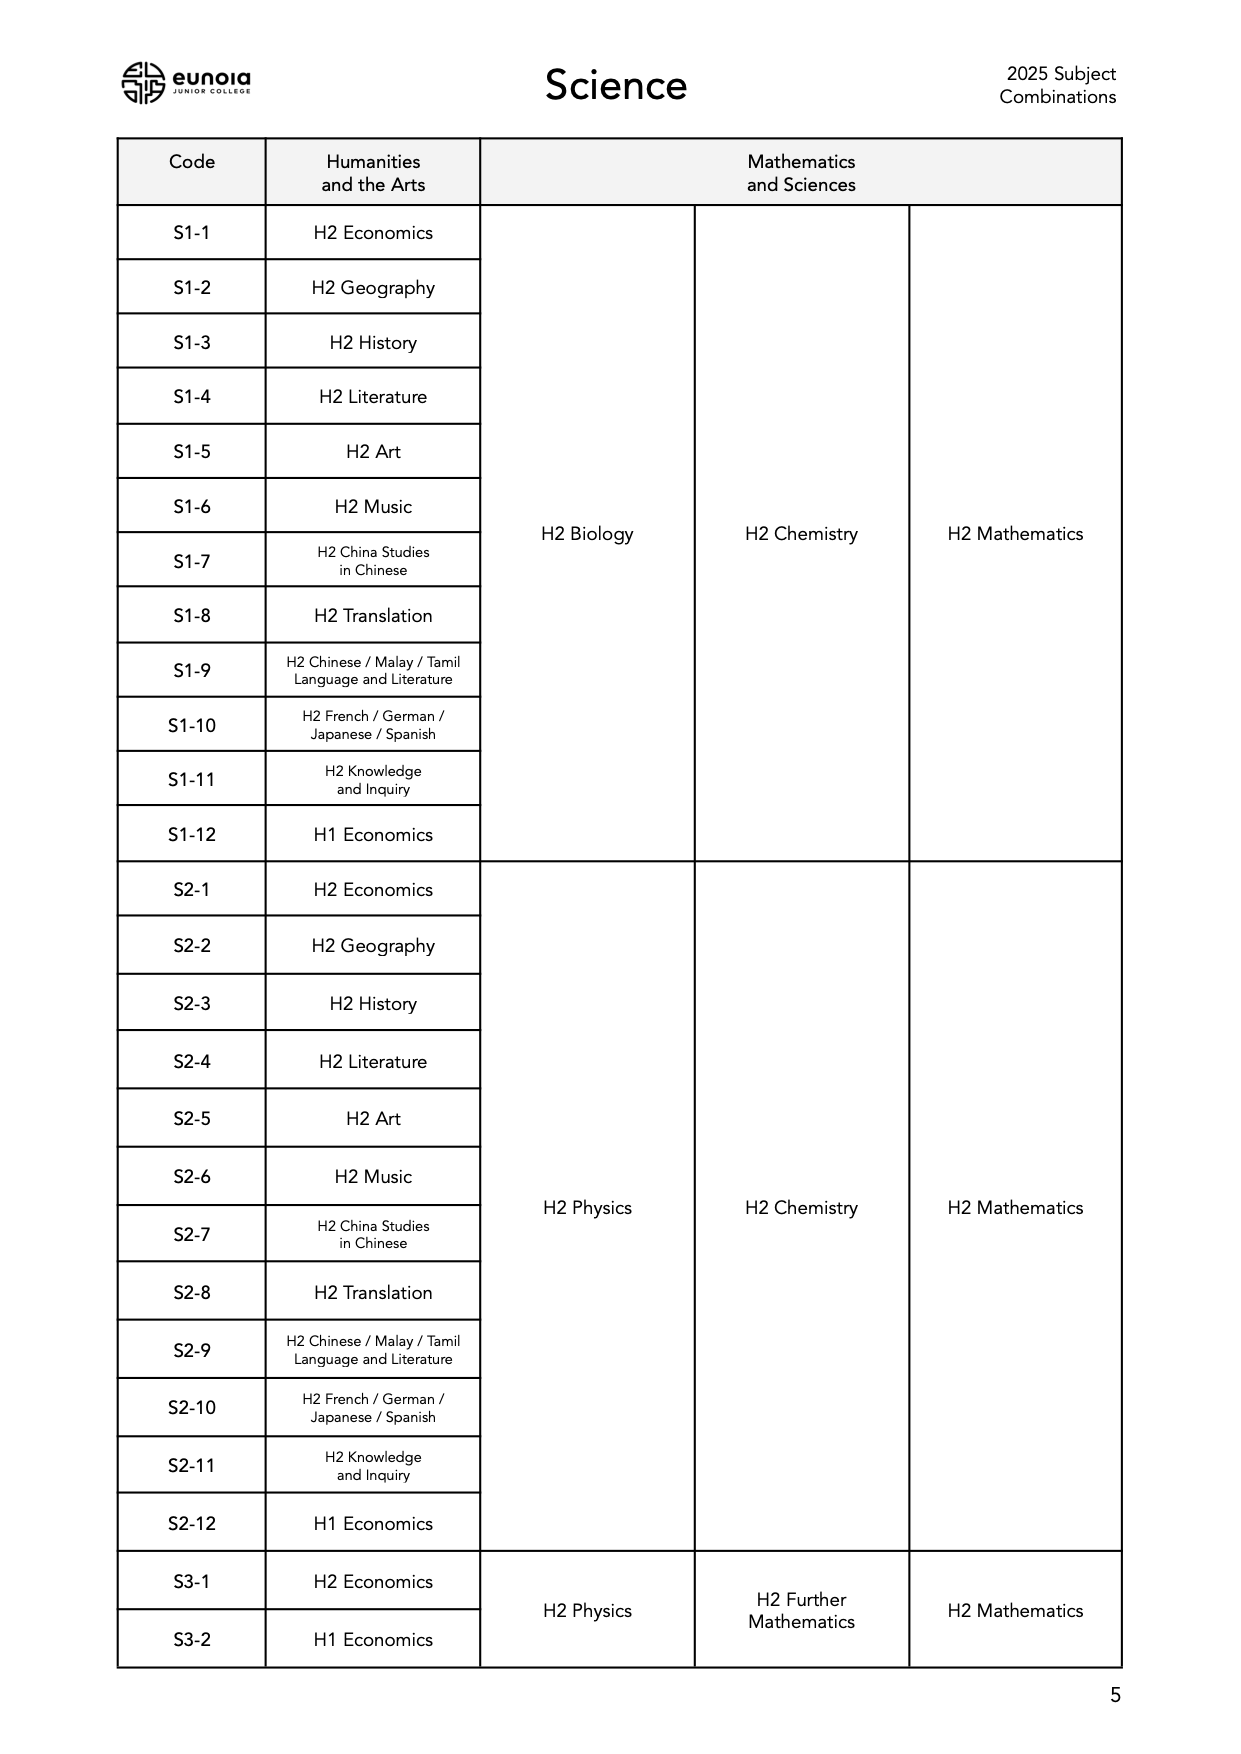 eunoia
JUNIOR COLLEGE
Science
2025 Subject
Combinations
Code
Humanities
and the Arts
Mathematics
and Sciences
S1-1
H2 Economics
S1-2
H2 Geography
S1-3
H2 History
S1-4
H2 Literature
S1-5
H2 Art
S1-6
H2 Music
S1-7
H2 China Studies
in Chinese
S1-8
H2 Translation
S1-9
H2 Chinese / Malay / Tamil
Language and Literature
S1-10
H2 French / German /
Japanese / Spanish
S1-11
H2 Knowledge
and Inquiry
S1-12
H1 Economics
H2 Biology
H2 Chemistry
H2 Mathematics
S2-1
H2 Economics
S2-2
H2 Geography
S2-3
H2 History
S2-4
H2 Literature
S2-5
H2 Art
S2-6
H2 Music
S2-7
H2 China Studies
in Chinese
S2-8
H2 Translation
S2-9
H2 Chinese / Malay / Tamil
Language and Literature
S2-10
H2 French / German /
Japanese / Spanish
S2-11
H2 Knowledge
and Inquiry
S2-12
H1 Economics
H2 Physics
H2 Chemistry
H2 Mathematics
S3-1
H2 Economics
S3-2
H1 Economics
H2 Physics
H2 Further
Mathematics
H2 Mathematics
5